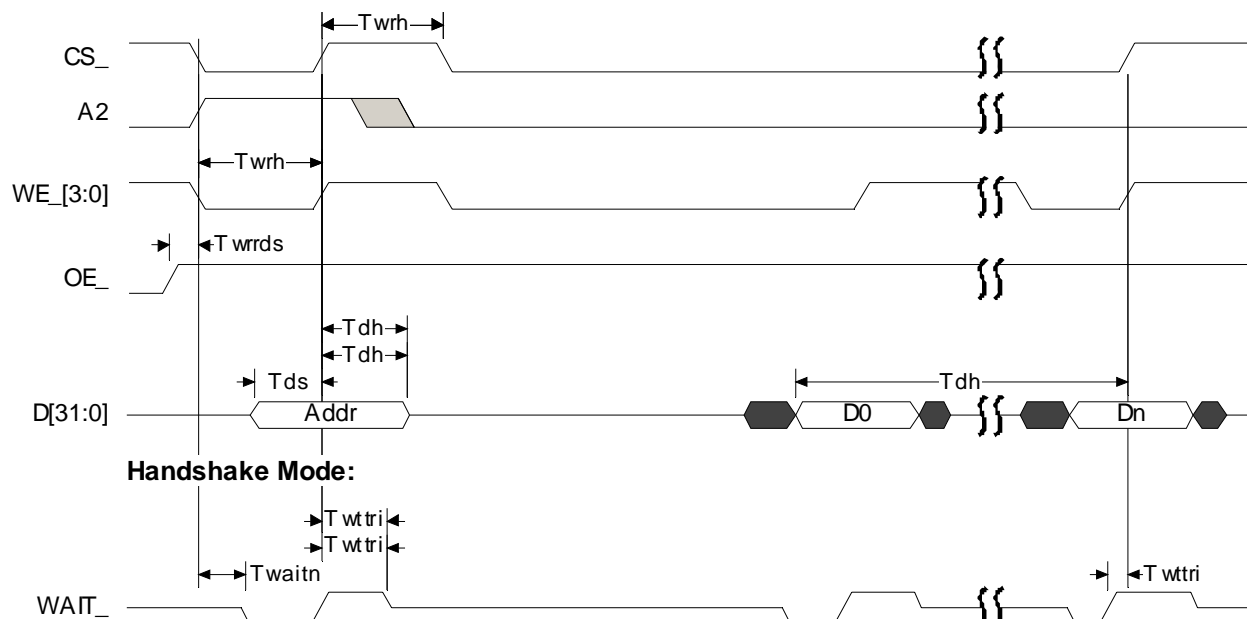 Twrh
CS_
A2
Twrh
WE_[3:0]
Twrrds
OE_
Tdh
Tdh
Tds
Tdh
D[31:0]
Addr
D0
Dn
Handshake Mode:
Twttri
Twttri
Twaitn
Twttri
WAIT_